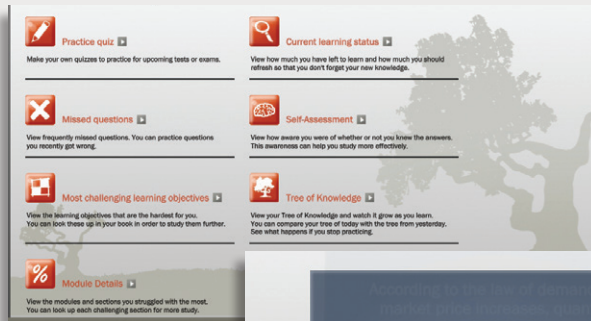 Practice quiz
Make your own quizzes to practice for upcoming tests or exams.
Current learning status
View how much you have left to learn and how much you should
refresh so that you don't forget your new knowledge.
Missed questions
View frequently missed questions. You can practice questions
you recently got wrong.
Self-Assessment
View how aware you were of whether or not you knew the answers.
This awareness can help you study more effectively.
Most challenging learning objectives
View the learning objectives that are the hardest for you.
You can look these up in your book in order to study them further.
Tree of Knowledge
View your Tree of Knowledge and watch it grow as you learn.
You can compare your tree of today with the tree from yesterday.
See what happens if you stop practicing.
%
Module Details
View the modules and sections you struggled with the most.
You can look up each challenging section for more study.
According to the law of demand
market price increases, quan